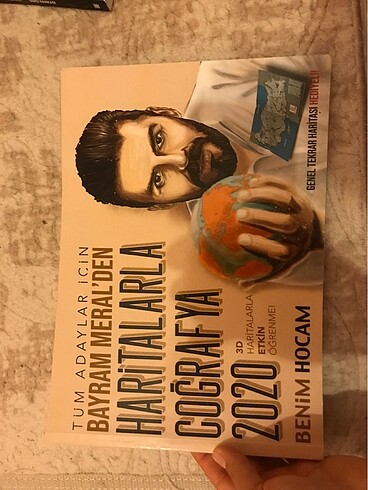 TÜM ADAYLAR İÇİN
BAYRAM MERAL'DEN
HARİTALARLA
COĞRAFYA
2020
3D
HARİTALARLA
ETKİN
ÖĞRENME!
BENİM HOCAM
GENEL TEKRAR HARİTASI HEDİYELİ!